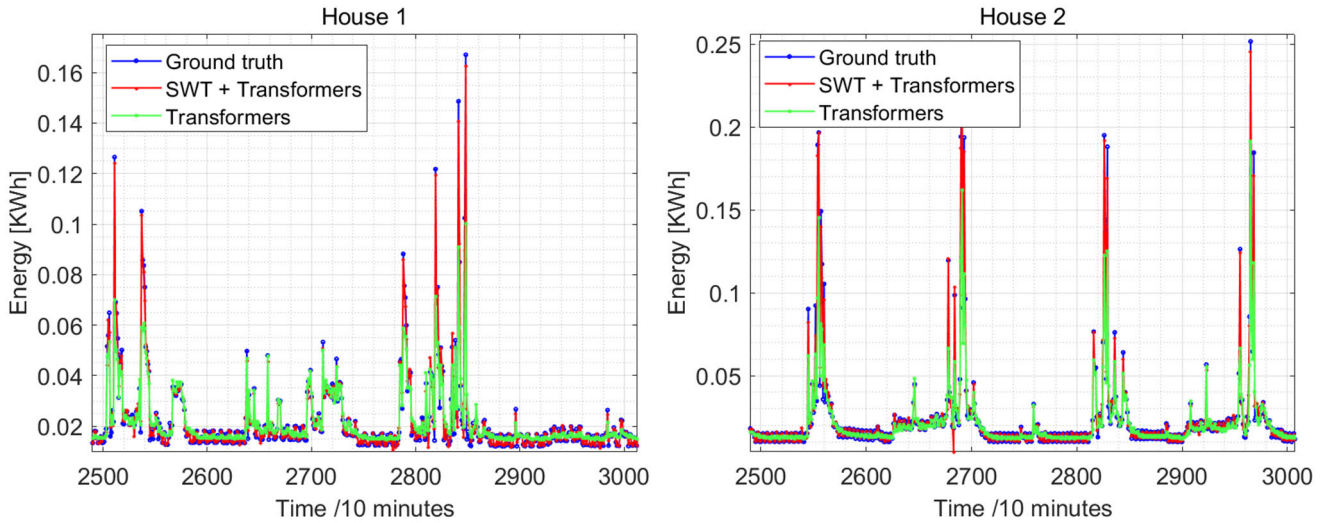 House 1
Ground truth
SWT + Transformers
Transformers
0.16
0.14
0.12
0.1
0.08
0.06
0.04
0.02
Energy [KWh]
2500 2600 2700 2800 2900 3000
Time /10 minutes
House 2
Ground truth
SWT + Transformers
Transformers
0.25
0.2
0.15
0.1
0.05
Energy [KWh]
2500 2600 2700 2800 2900 3000
Time /10 minutes